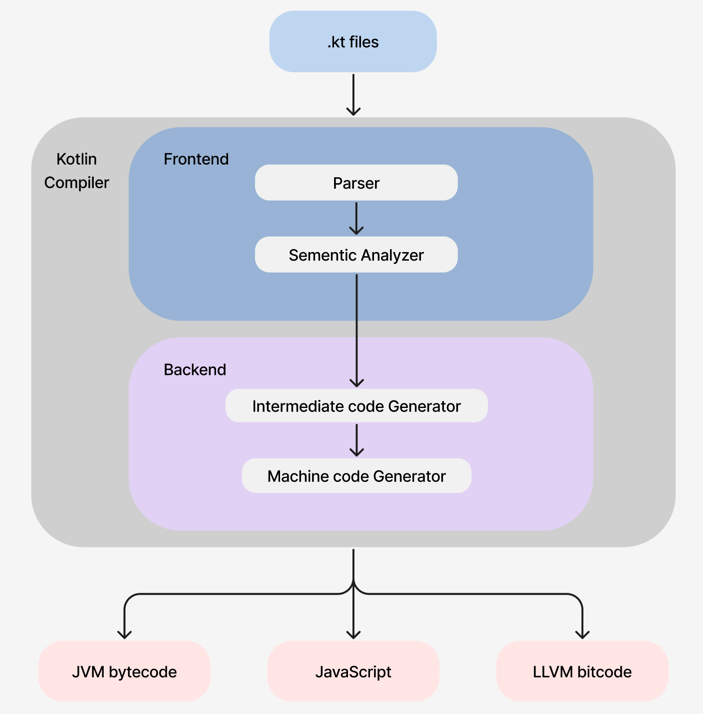 .kt files
Kotlin
Compiler
Frontend
Parser
Sementic Analyzer
Backend
Intermediate code Generator
Machine code Generator
JVM bytecode
JavaScript
LLVM bitcode